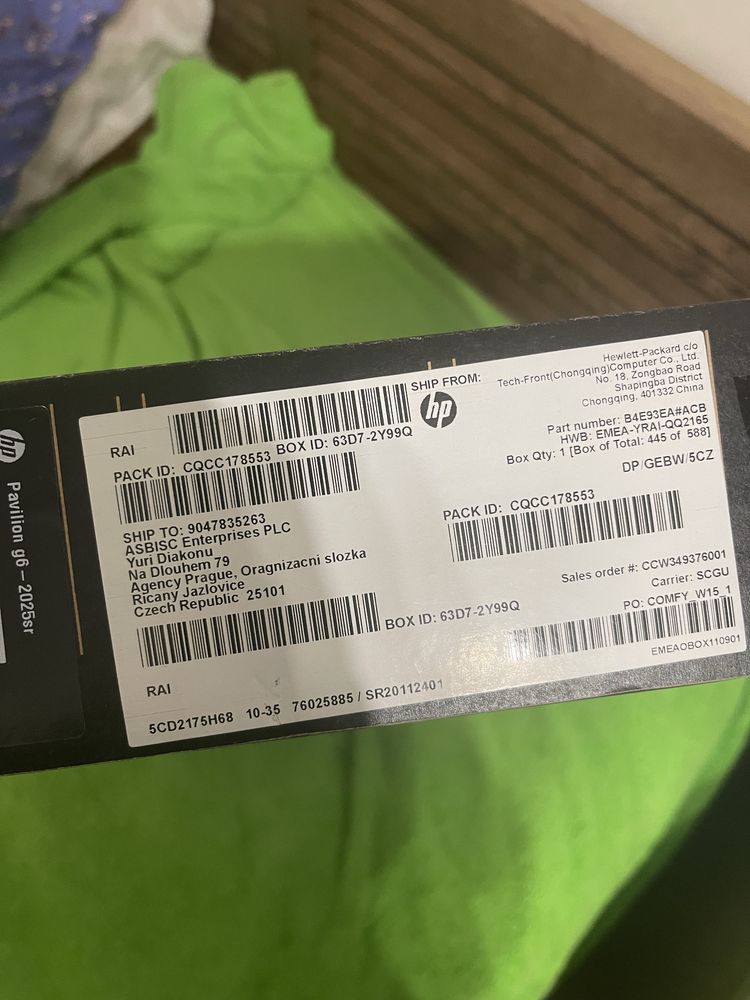 hp
Pavilion g6 – 2025sr
RAI
PACK ID: CQCC178553
BOX ID: 63D7-2Y99Q
SHIP TO: 9047835263
ASBISC Enterprises PLC
Yuri Diakonu
Na Dlouhem 79
Agency Prague, Oragnizacni slozka
Ricany Jazlovice
Czech Republic 25101
RAI
5CD2175H68 10-35 76025885 / SR20112401
SHIP FROM:
hp
Hewlett-Packard c/o
Tech-Front(Chongqing)Computer Co., Ltd.
No. 18, Zongbao Road
Shapingba District
Chongqing, 401332 China
Part number: B4E93EA#ACB
HWB: EMEA-YRAI-QQ2165
Box Qty: 1 [Box of Total: 445 of 588]
DP/GEBW/5CZ
PACK ID: CQCC178553
Sales order #: CCW349376001
Carrier: SCGU
PO: COMFY_W15_1
BOX ID: 63D7-2Y99Q
EMEAOBOX110901